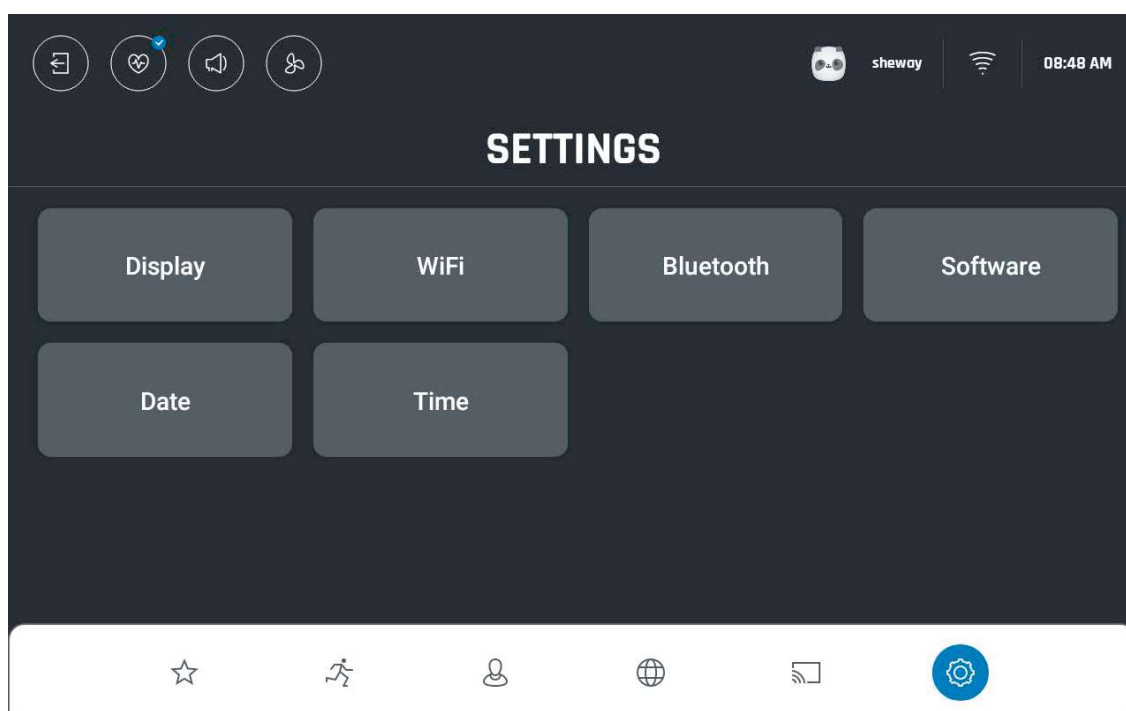 sheway
08:48 AM
SETTINGS
Display
WiFi
Bluetooth
Software
Date
Time